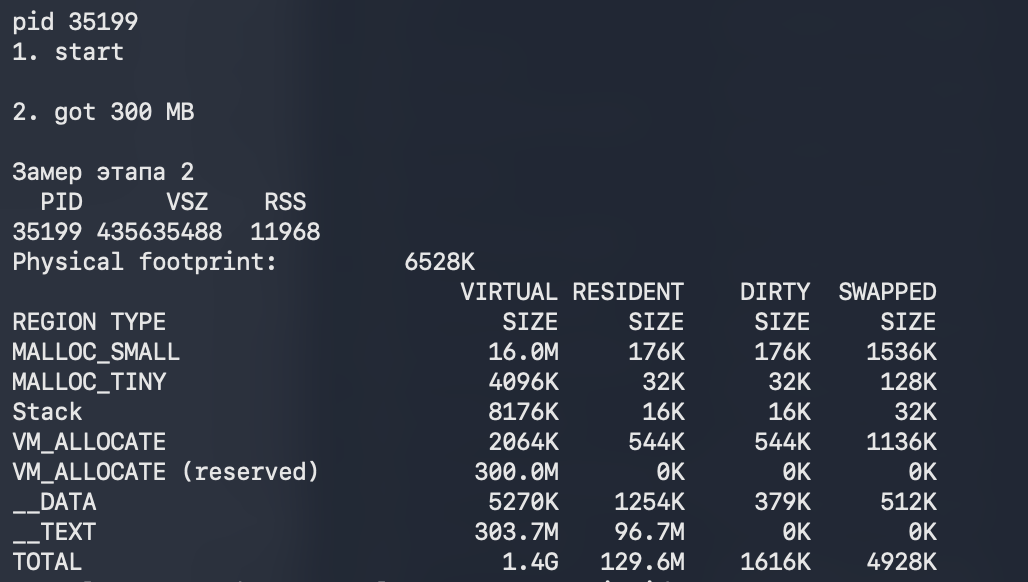 pid 35199
1. start
2. got 300 MB
Замер этапа 2
PID VSZ RSS
35199 435635488 11968
Physical footprint: 6528K
VIRTUAL RESIDENT DIRTY SWAPPED
REGION TYPE SIZE SIZE SIZE SIZE
MALLOC_SMALL 16.0M 176K 176K 1536K
MALLOC_TINY 4096K 32K 32K 128K
Stack 8176K 16K 16K 32K
VM_ALLOCATE 2064K 544K 544K 1136K
VM_ALLOCATE (reserved) 300.0M 0K 0K 0K
__DATA 5270K 1254K 379K 512K
__TEXT 303.7M 96.7M 0K 0K
TOTAL 1.4G 129.6M 1616K 4928K